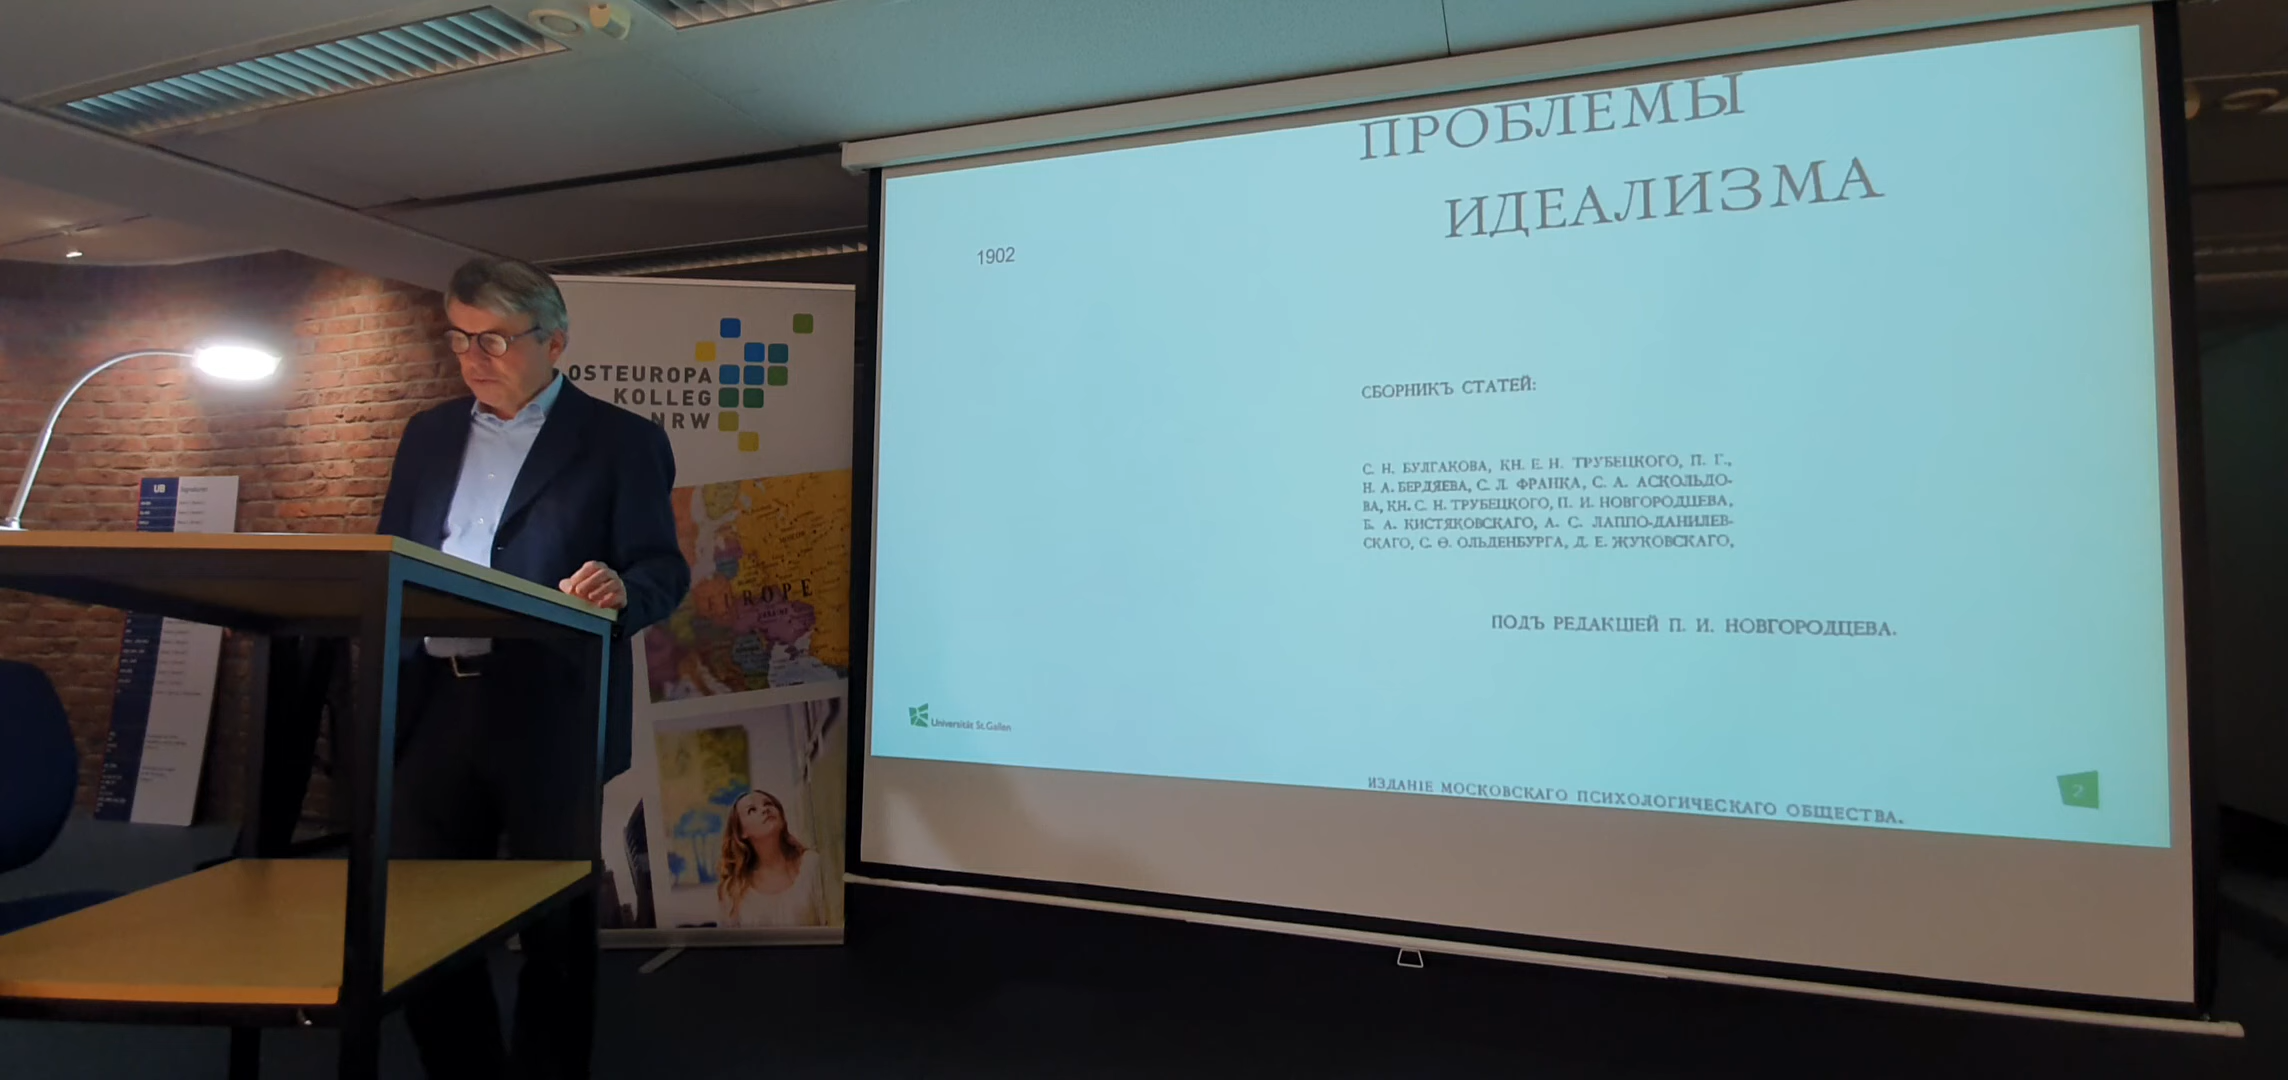 ПРОБЛЕМЫ
ИДЕАЛИЗМА
1902
СБОРНИКЪ СТАТЕЙ:
С. Н. БУЛГАКОВА, КН. Е. Н. ТРУБЕЦКОГО, П. Г.,
Н. А. БЕРДЯЕВА, С. Л. ФРАНКА, С. А. АСКОЛЬДО-
ВА, КН. С. Н. ТРУБЕЦКОГО, П. И. НОВГОРОДЦЕВА,
Б. А. КИСТЯКОВСКАГО, А. С. ЛАППО-ДАНИЛЕВ-
СКАГО, С. Ѳ. ОЛЬДЕНБУРГА, Д. Е. ЖУКОВСКАГО,
ПОДЪ РЕДАКЦІЕЙ П. И. НОВГОРОДЦЕВА.
ИЗДАНІЕ МОСКОВСКАГО ПСИХОЛОГИЧЕСКАГО ОБЩЕСТВА.
Universität St.Gallen
2
OSTEUROPA
KOLLEG
NRW
EUROPE
UB